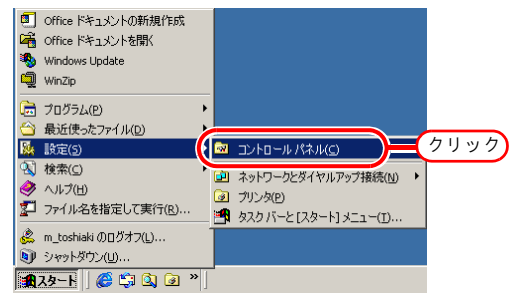 Office ドキュメントの新規作成
Office ドキュメントを開く
Windows Update
WinZip
プログラム(P)
最近使ったファイル(D)
設定(S)
検索(C)
ヘルプ(H)
ファイル名を指定して実行(R)...
m_toshiaki のログオフ(L)...
シャットダウン(U)...
コントロール パネル(C)
ネットワークとダイヤルアップ接続(N)
プリンタ(P)
タスク バーと [スタート] メニュー(T)...
クリック
スタート